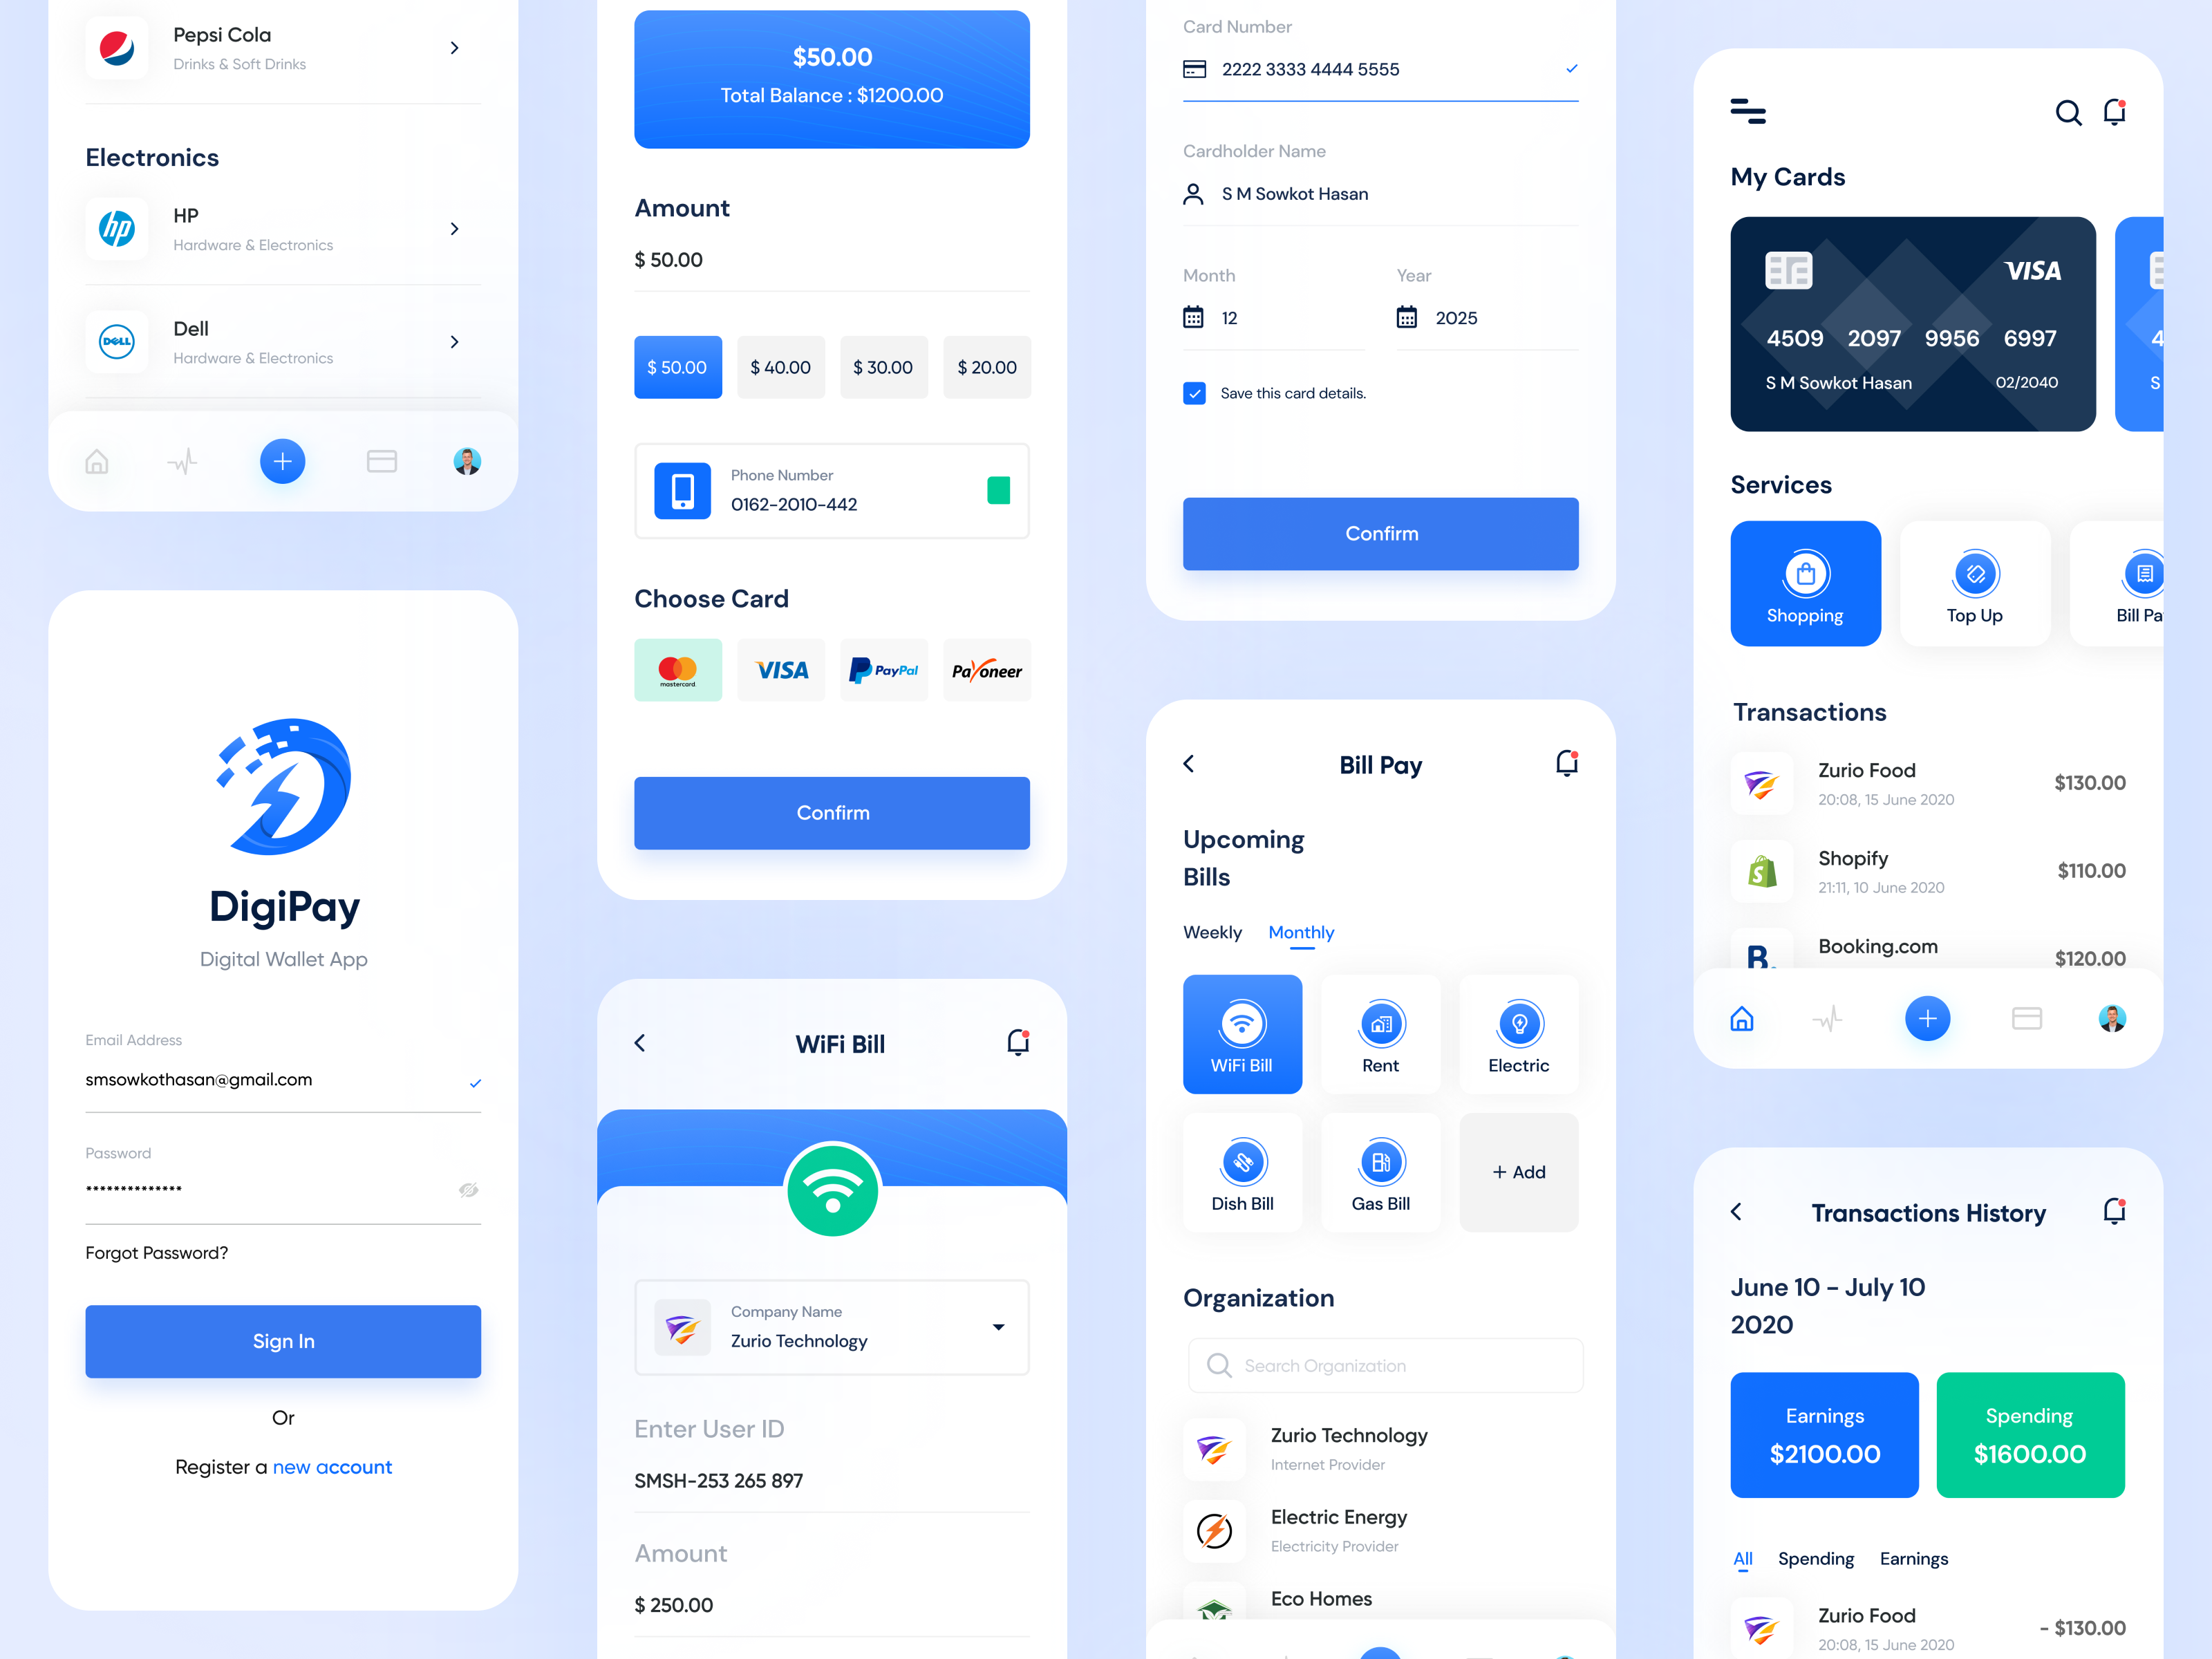 Pepsi Cola
Drinks & Soft Drinks
Electronics
HP
Hardware & Electronics
Dell
Hardware & Electronics
hp
DELL
DigiPay
Digital Wallet App
Email Address
smsowkothasan@gmail.com
Password
**************
Forgot Password?
Sign In
Or
Register a new account
$50.00
Total Balance : $1200.00
Amount
$ 50.00
$ 50.00 $ 40.00 $ 30.00 $ 20.00
Phone Number
0162-2010-442
Choose Card
mastercard VISA PayPal Payoneer
Confirm
WiFi Bill
Company Name
Zurio Technology
Enter User ID
SMSH-253 265 897
Amount
$ 250.00
Card Number
2222 3333 4444 5555
Cardholder Name
S M Sowkot Hasan
Month Year
12 2025
Save this card details.
Confirm
Bill Pay
Upcoming
Bills
Weekly Monthly
WiFi Bill Rent Electric
Dish Bill Gas Bill + Add
Organization
Search Organization
Zurio Technology
Internet Provider
Electric Energy
Electricity Provider
Eco Homes
My Cards
VISA
4509 2097 9956 6997
4
S M Sowkot Hasan 02/2040
S
Services
Shopping Top Up Bill Pa
Transactions
Zurio Food
20:08, 15 June 2020
$130.00
Shopify
21:11, 10 June 2020
$110.00
B.
Booking.com
$120.00
Transactions History
June 10 – July 10
2020
Earnings
$2100.00
Spending
$1600.00
All Spending Earnings
Zurio Food
20:08, 15 June 2020
- $130.00